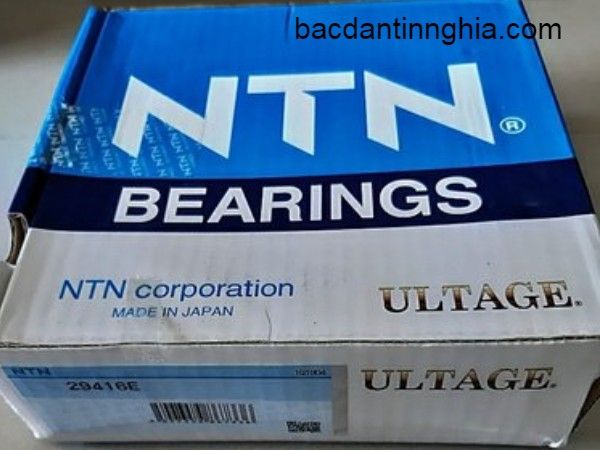 bacdantinnghia.com
NTN®
BEARINGS
NTN corporation
MADE IN JAPAN
ULTAGE®
NTN
29416E
ULTAGE®